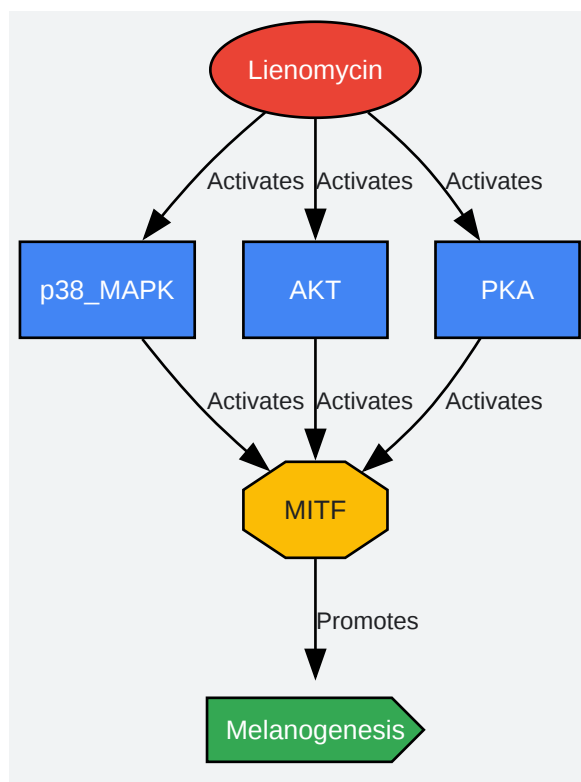 Lienomycin
Activates Activates Activates
p38_MAPK AKT PKA
Activates Activates Activates
MITF
Promotes
Melanogenesis